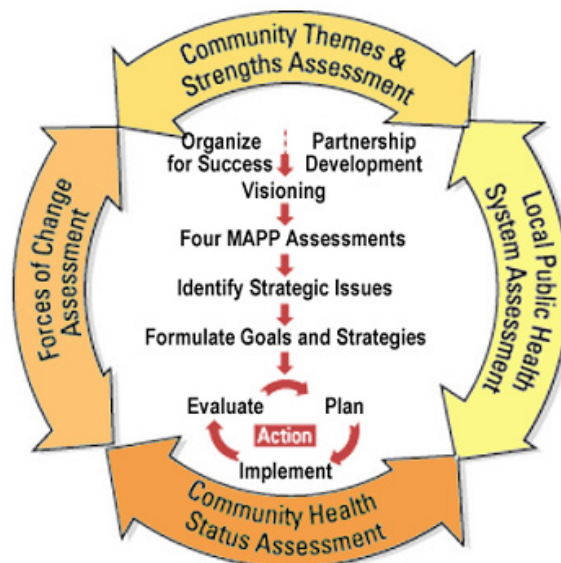 Community Themes &
Strengths Assessment
Organize
for Success
Partnership
Development
Visioning
Four MAPP Assessments
Identify Strategic Issues
Formulate Goals and Strategies
Evaluate
Plan
Action
Implement
Forces of Change
Assessment
Local Public Health
System Assessment
Community Health
Status Assessment